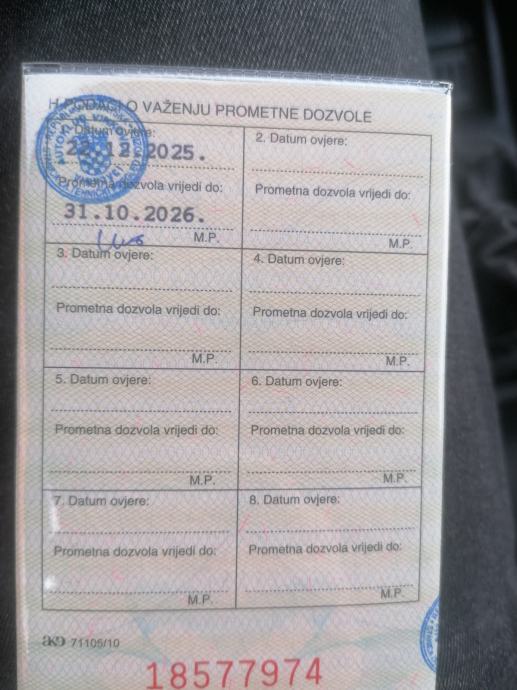 H PODACI O VAŽENJU PROMETNE DOZVOLE
1. Datum ovjere:
22.12.2025.
Prometna dozvola vrijedi do:
31.10.2026.
M.P.
2. Datum ovjere:
Prometna dozvola vrijedi do:
M.P.
3. Datum ovjere:
Prometna dozvola vrijedi do:
M.P.
4. Datum ovjere:
Prometna dozvola vrijedi do:
M.P.
5. Datum ovjere:
Prometna dozvola vrijedi do:
M.P.
6. Datum ovjere:
Prometna dozvola vrijedi do:
M.P.
7. Datum ovjere:
Prometna dozvola vrijedi do:
M.P.
8. Datum ovjere:
Prometna dozvola vrijedi do:
M.P.
akd 71105/10
18577974